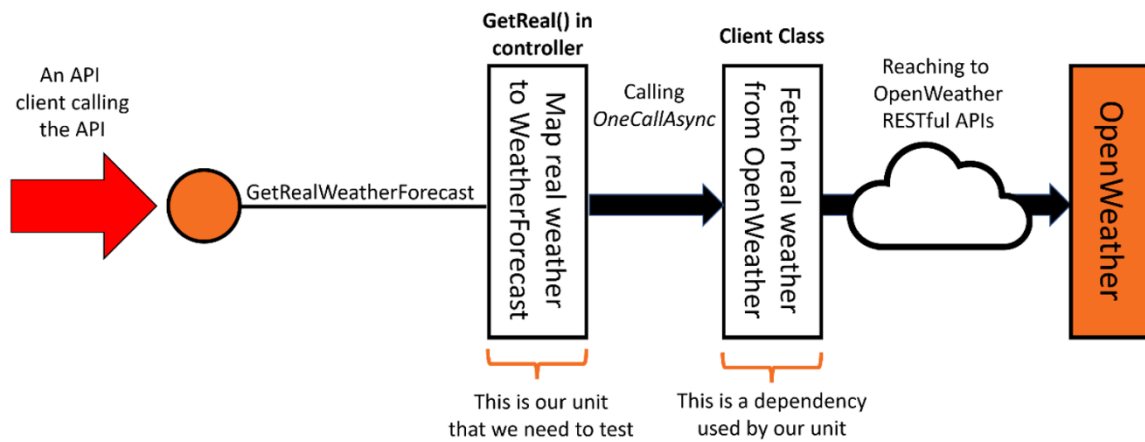 An API
client calling
the API
GetRealWeatherForecast
GetReal() in
controller
Map real weather
to WeatherForecast
Calling
OneCallAsync
Client Class
Fetch real weather
from OpenWeather
Reaching to
OpenWeather
RESTful APIs
OpenWeather
This is our unit
that we need to test
This is a dependency
used by our unit